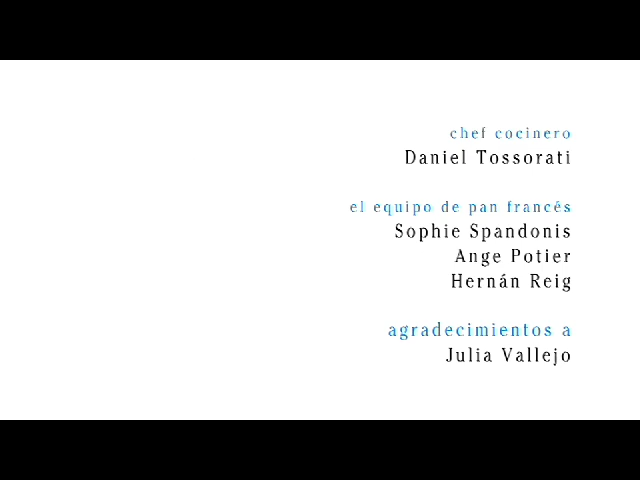 chef cocinero
Daniel Tossorati
el equipo de pan francés
Sophie Spandonis
Ange Potier
Hernán Reig
agradecimientos a
Julia Vallejo